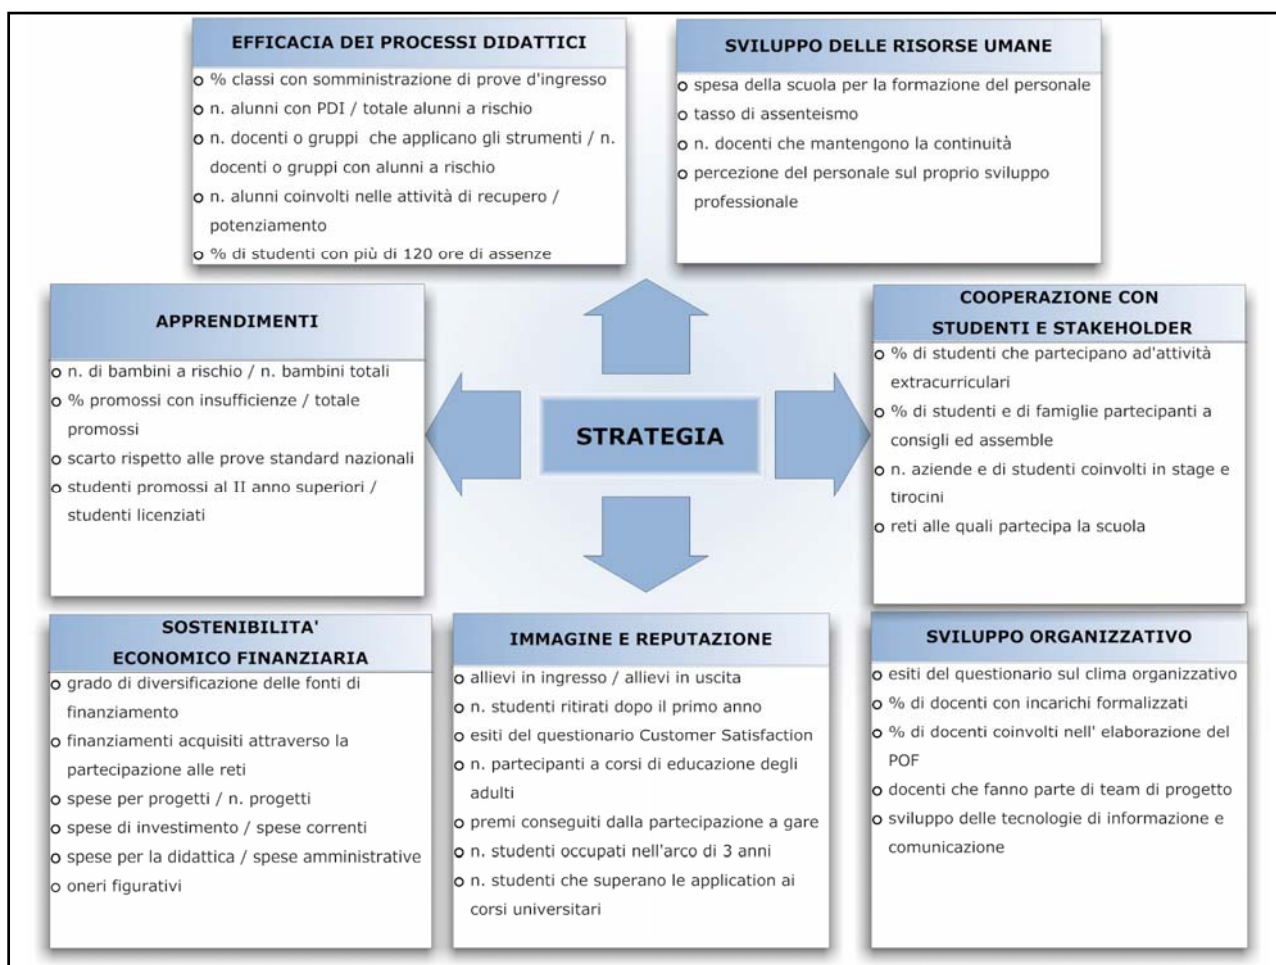 EFFICACIA DEI PROCESSI DIDATTICI
% classi con somministrazione di prove d'ingresso
n. alunni con PDI / totale alunni a rischio
n. docenti o gruppi che applicano gli strumenti / n.
docenti o gruppi con alunni a rischio
n. alunni coinvolti nelle attività di recupero /
potenziamento
% di studenti con più di 120 ore di assenze
SVILUPPO DELLE RISORSE UMANE
spesa della scuola per la formazione del personale
tasso di assenteismo
n. docenti che mantengono la continuità
percezione del personale sul proprio sviluppo
professionale
APPRENDIMENTI
n. di bambini a rischio / n. bambini totali
% promossi con insufficienze / totale
promossi
scarto rispetto alle prove standard nazionali
studenti promossi al II anno superiori /
studenti licenziati
STRATEGIA
COOPERAZIONE CON
STUDENTI E STAKEHOLDER
% di studenti che partecipano ad'attività
extracurriculari
% di studenti e di famiglie partecipanti a
consigli ed assemble
n. aziende e di studenti coinvolti in stage e
tirocini
reti alle quali partecipa la scuola
SOSTENIBILITA'
ECONOMICO FINANZIARIA
grado di diversificazione delle fonti di
finanziamento
finanziamenti acquisiti attraverso la
partecipazione alle reti
spese per progetti / n. progetti
spese di investimento / spese correnti
spese per la didattica / spese amministrative
oneri figurativi
IMMAGINE E REPUTAZIONE
allievi in ingresso / allievi in uscita
n. studenti ritirati dopo il primo anno
esiti del questionario Customer Satisfaction
n. partecipanti a corsi di educazione degli
adulti
premi conseguiti dalla partecipazione a gare
n. studenti occupati nell'arco di 3 anni
n. studenti che superano le application ai
corsi universitari
SVILUPPO ORGANIZZATIVO
esiti del questionario sul clima organizzativo
% di docenti con incarichi formalizzati
% di docenti coinvolti nell' elaborazione del
POF
docenti che fanno parte di team di progetto
sviluppo delle tecnologie di informazione e
comunicazione